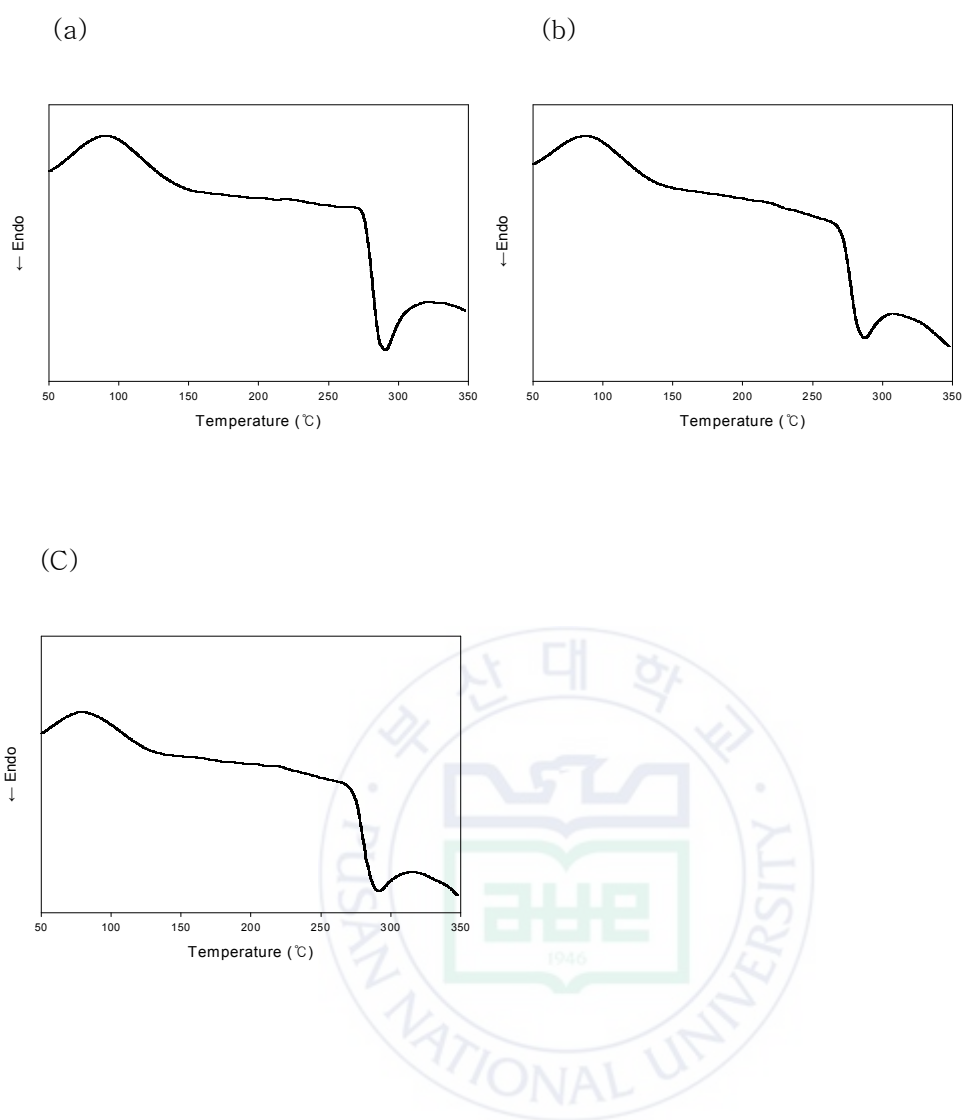 (a)
(b)
← Endo
50 100 150 200 250 300 350
Temperature (℃)
←Endo
50 100 150 200 250 300 350
Temperature (℃)
(C)
← Endo
50 100 150 200 250 300 350
Temperature (℃)
부산대학교
PUSAN NATIONAL UNIVERSITY
1946